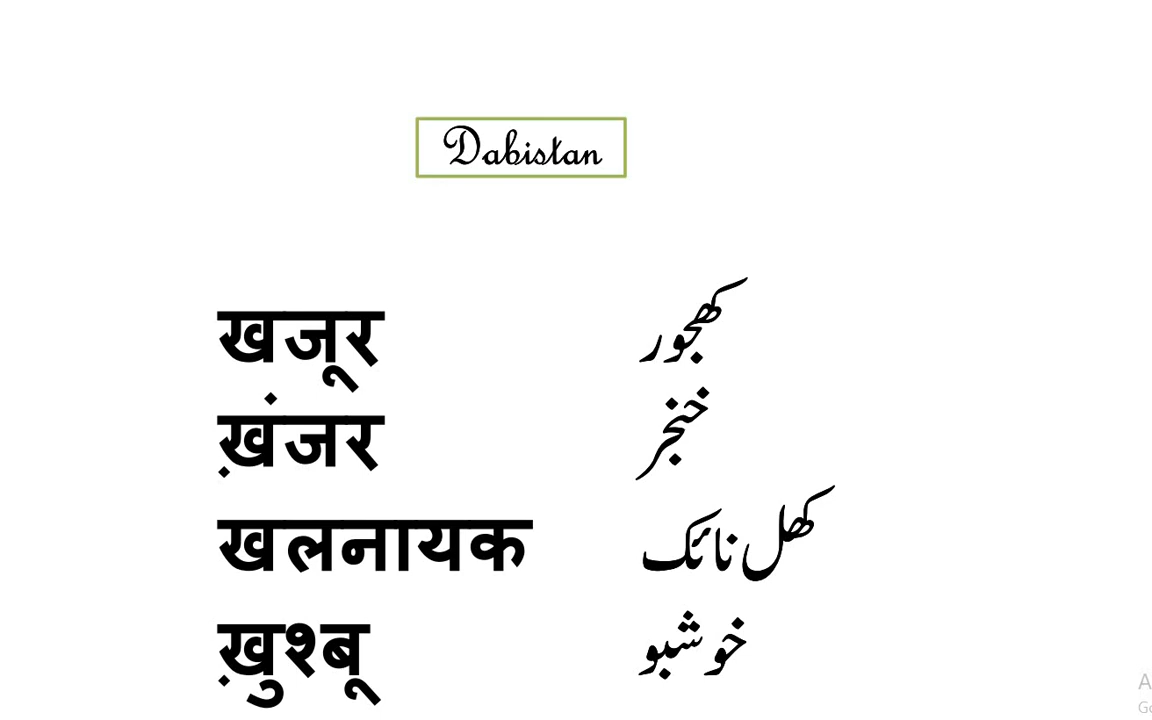 Dabistan
खजूर کھجور
ख़ंजर خنجر
खलनायक کھل نائک
ख़ुश्बू خوشبو